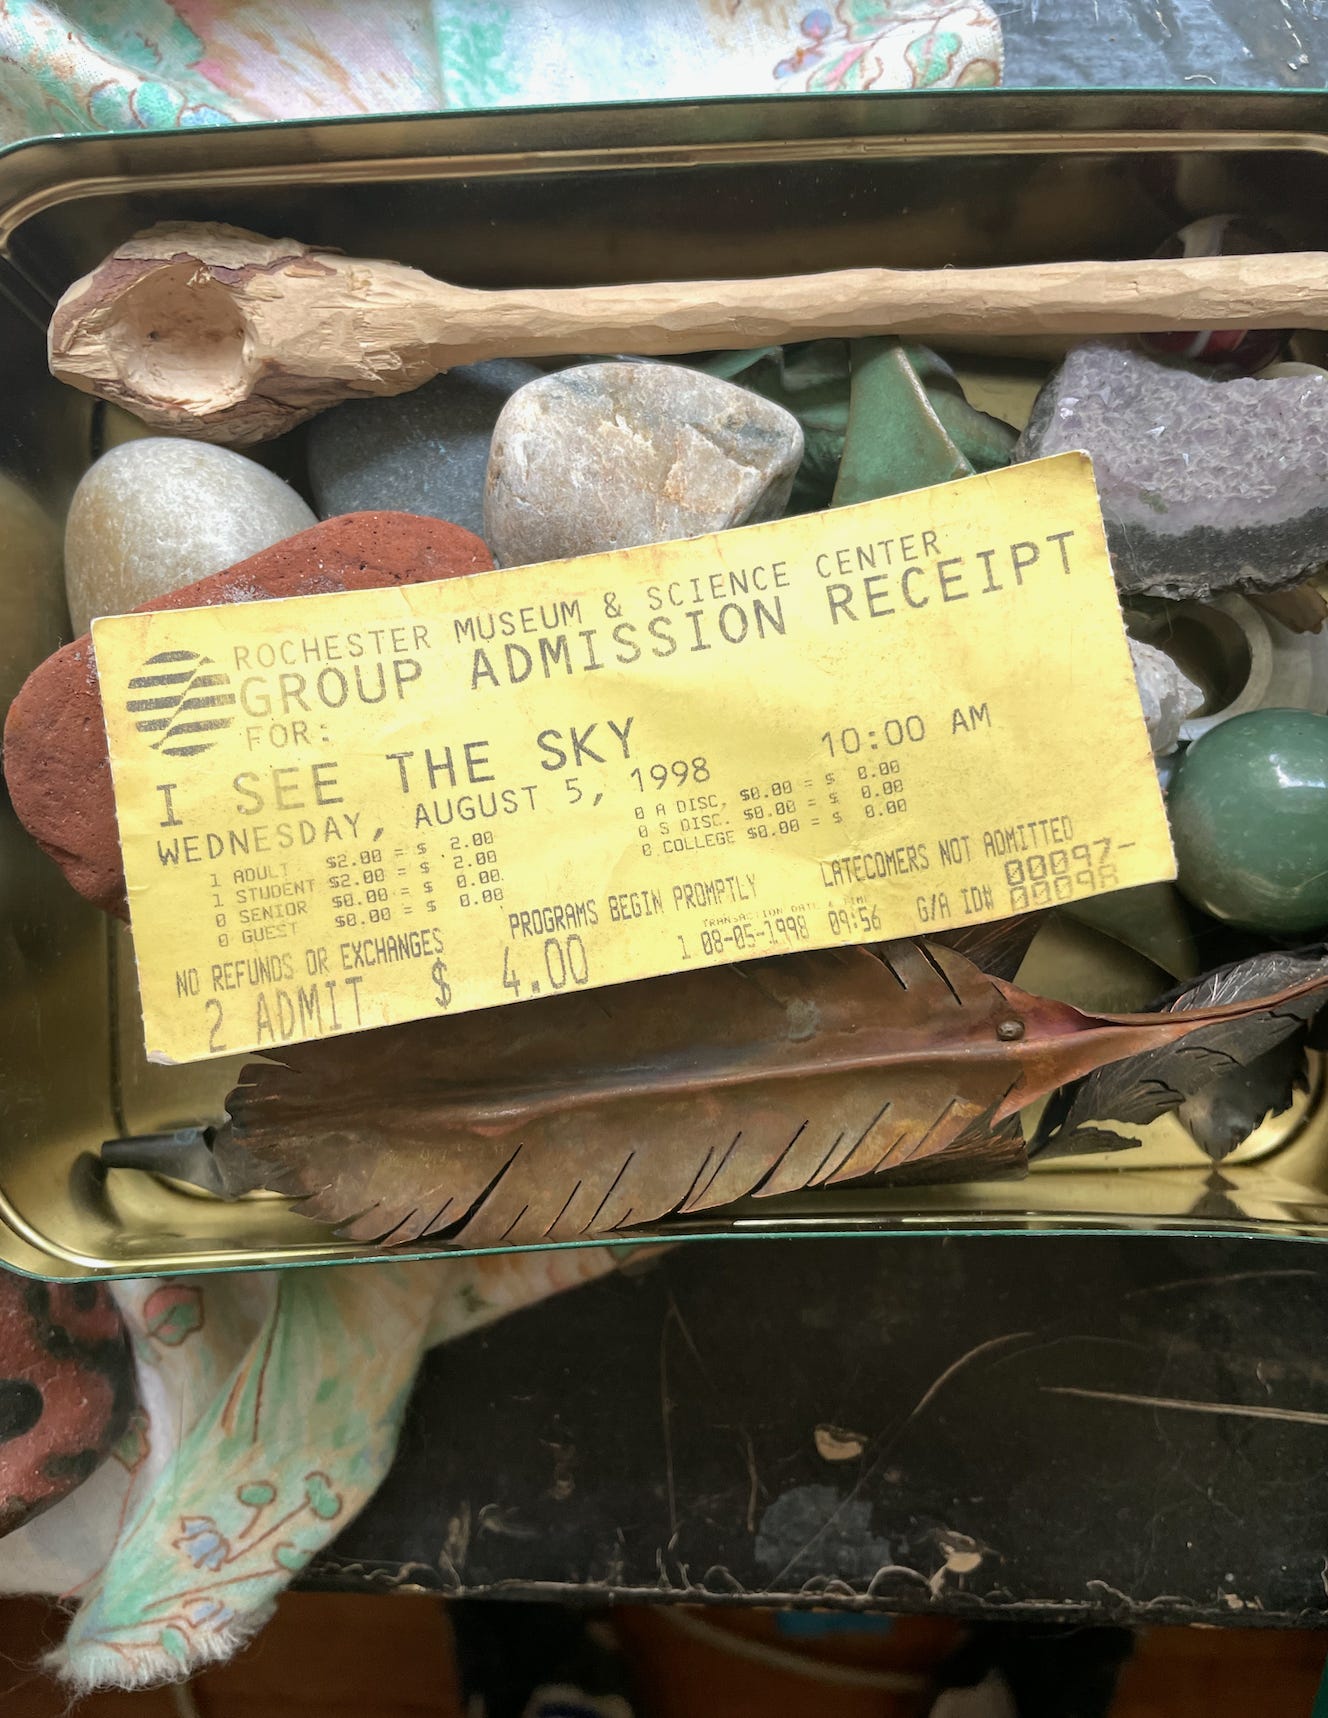 ROCHESTER MUSEUM & SCIENCE CENTER
GROUP ADMISSION RECEIPT
FOR:
I SEE THE SKY
WEDNESDAY, AUGUST 5, 1998 10:00 AM
1 ADULT $2.00 = $ 2.00 0 A DISC. $0.00 = $ 0.00
1 STUDENT $2.00 = $ 2.00 0 S DISC. $0.00 = $ 0.00
0 SENIOR $0.00 = $ 0.00 0 COLLEGE $0.00 = $ 0.00
0 GUEST $0.00 = $ 0.00
PROGRAMS BEGIN PROMPTLY LATECOMERS NOT ADMITTED
NO REFUNDS OR EXCHANGES TRANSACTION DATE & TIME 00097-
2 ADMIT $ 4.00 1 08-05-1998 09:56 G/A ID# 00098